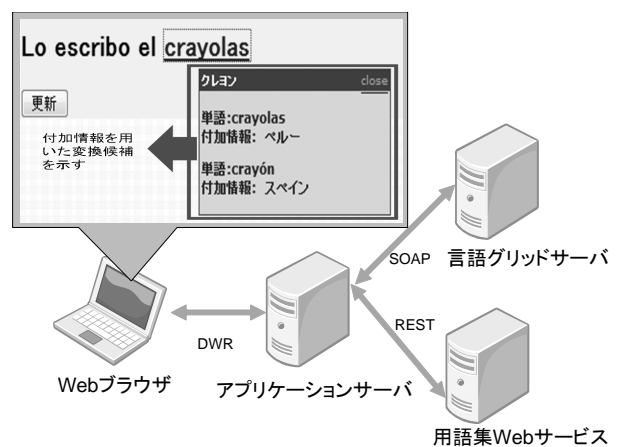 Lo escribo el crayolas
更新
付加情報を用
いた変換候補
を示す
クレヨン close
単語:crayolas
付加情報: ペルー
単語:crayón
付加情報: スペイン
SOAP
言語グリッドサーバ
DWR
REST
Webブラウザ
アプリケーションサーバ
用語集Webサービス